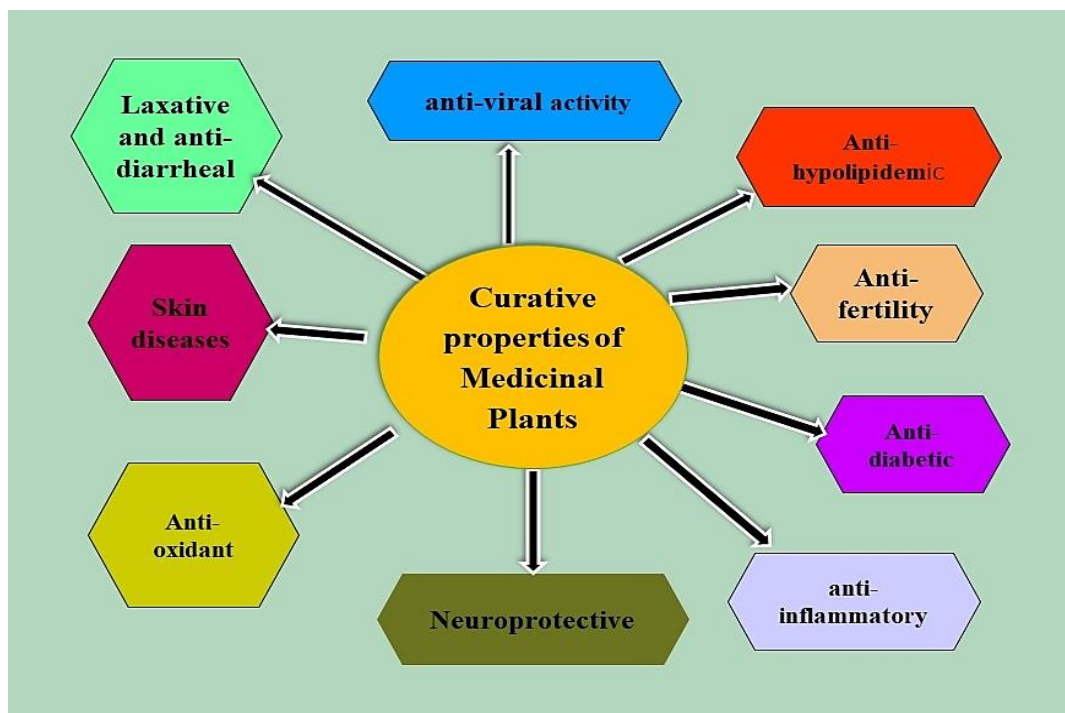 Laxative
and anti-
diarrheal
anti-viral activity
Anti-
hypolipidemic
Skin
diseases
Curative
properties of
Medicinal
Plants
Anti-
fertility
Anti-
diabetic
Anti-
oxidant
Neuroprotective
anti-
inflammatory